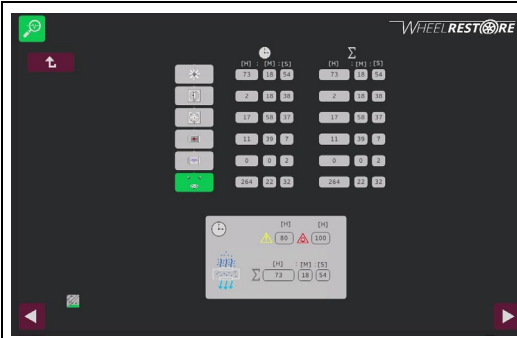 WHEELRESTORE
Σ
[H] : [M] : [S] [H] : [M] : [S]
73 18 54 73 18 54
2 18 38 2 18 38
17 58 37 17 58 37
11 39 7 11 39 7
0 0 2 0 0 2
264 22 32 264 22 32
[H] [H]
80 100
[H] : [M] : [S]
Σ 73 18 54